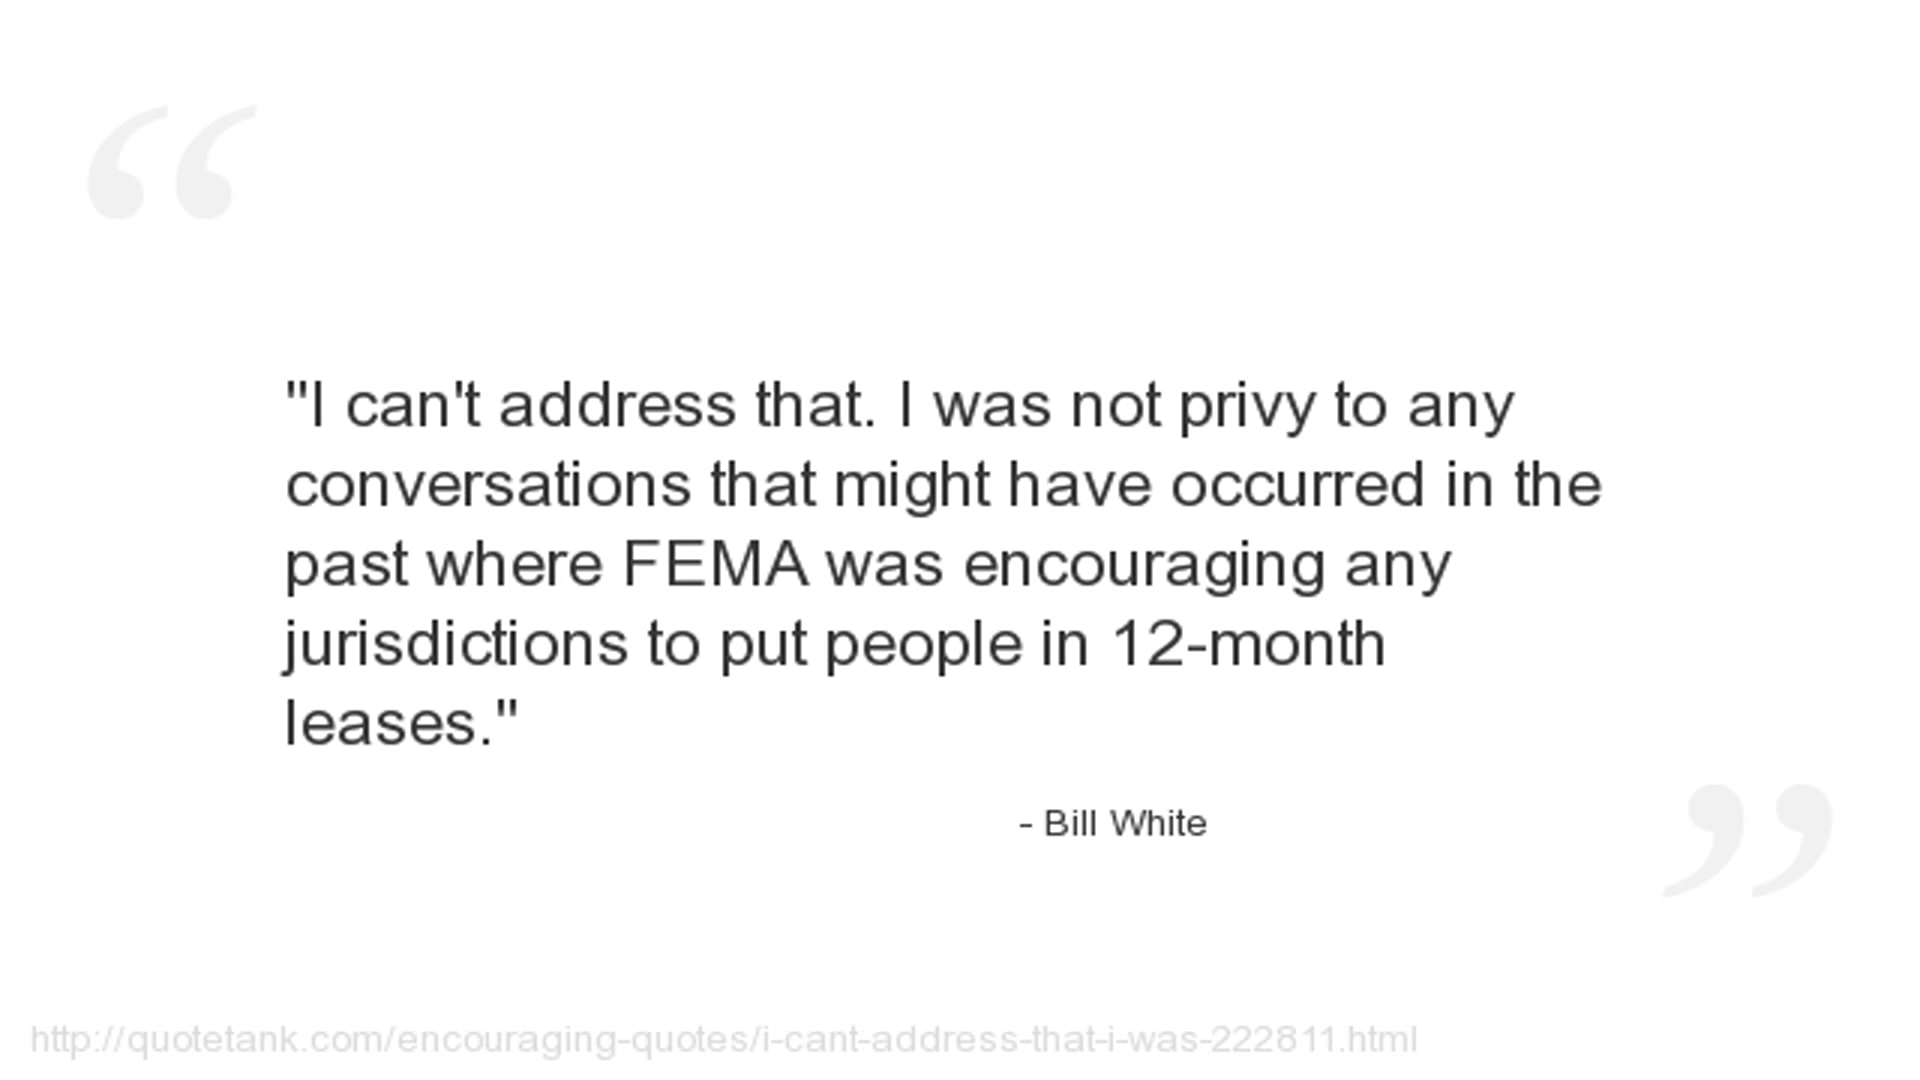 "I can't address that. I was not privy to any
conversations that might have occurred in the
past where FEMA was encouraging any
jurisdictions to put people in 12-month
leases."
- Bill White
http://quotetank.com/encouraging-quotes/i-cant-address-that-i-was-222811.html